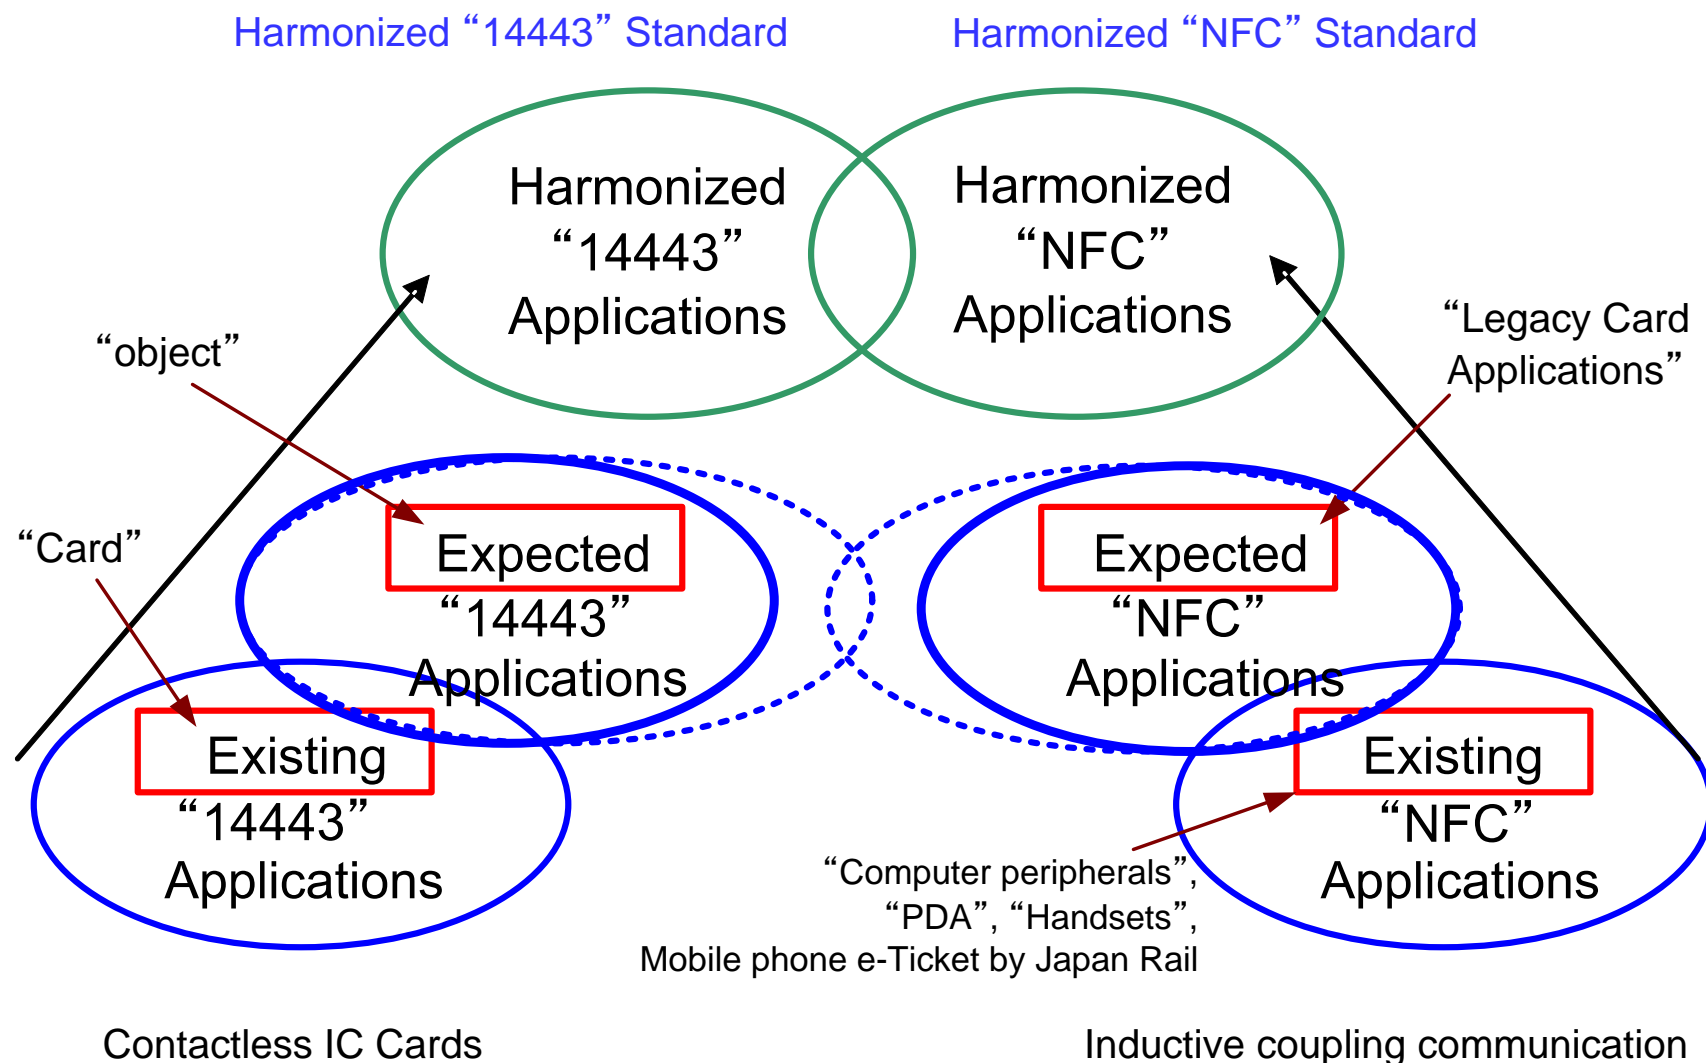 Harmonized “14443” Standard
Harmonized “NFC” Standard
Harmonized
“14443”
Applications
Harmonized
“NFC”
Applications
“object”
“Legacy Card
Applications”
“Card”
Expected
“14443”
Applications
Expected
“NFC”
Applications
Existing
“14443”
Applications
Existing
“NFC”
Applications
“Computer peripherals”,
“PDA”, “Handsets”,
Mobile phone e-Ticket by Japan Rail
Contactless IC Cards
Inductive coupling communication